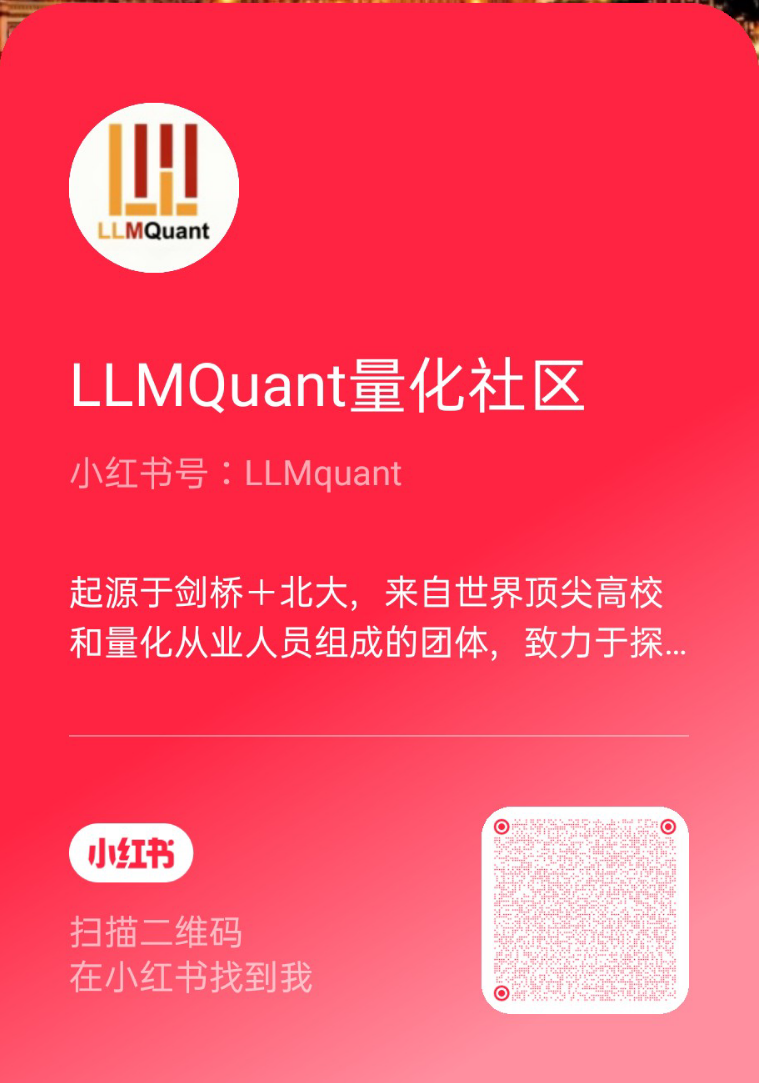 LLMQuant
LLMQuant量化社区
小红书号：LLMquant
起源于剑桥＋北大，来自世界顶尖高校
和量化从业人员组成的团体，致力于探...
小红书
扫描二维码
在小红书找到我